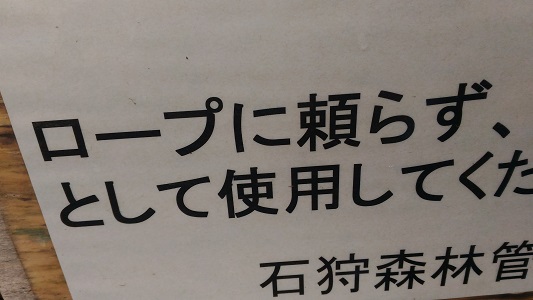 ロープに頼らず、
として使用してくた
石狩森林管